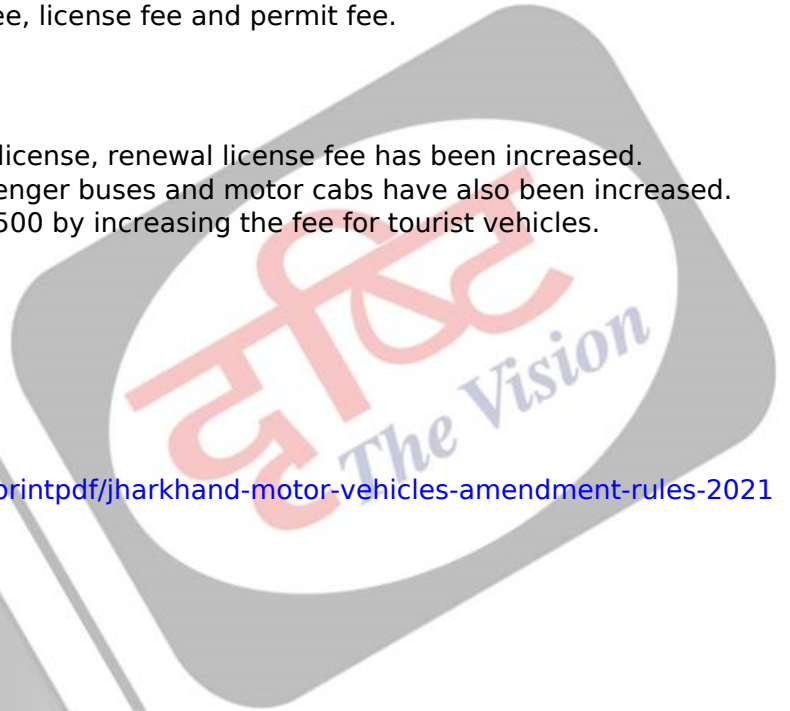 ee, license fee and permit fee.
license, renewal license fee has been increased.
enger buses and motor cabs have also been increased.
500 by increasing the fee for tourist vehicles.
दृष्टि
The Vision
printpdf/jharkhand-motor-vehicles-amendment-rules-2021